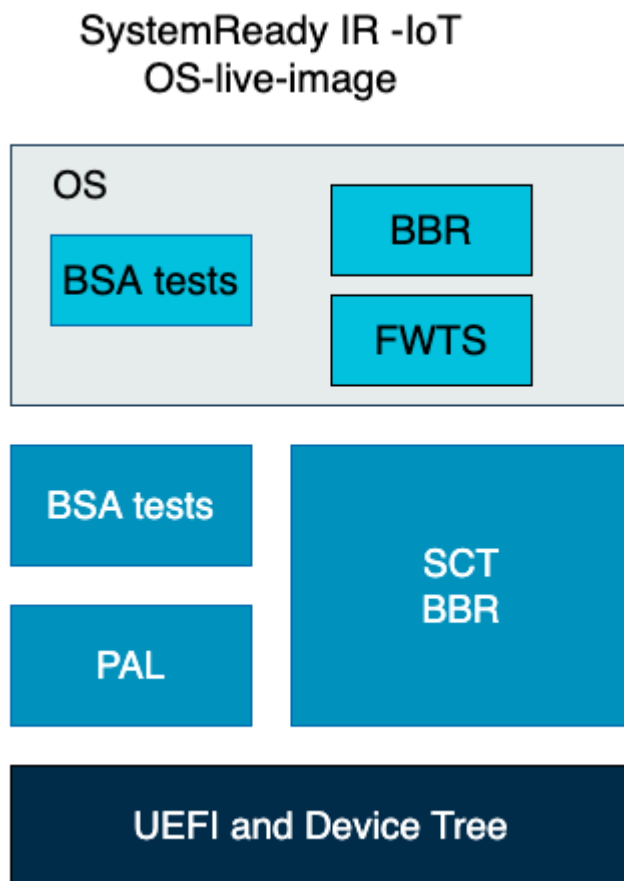 SystemReady IR -IoT
OS-live-image
OS
BSA tests
BBR
FWTS
BSA tests
PAL
SCT
BBR
UEFI and Device Tree